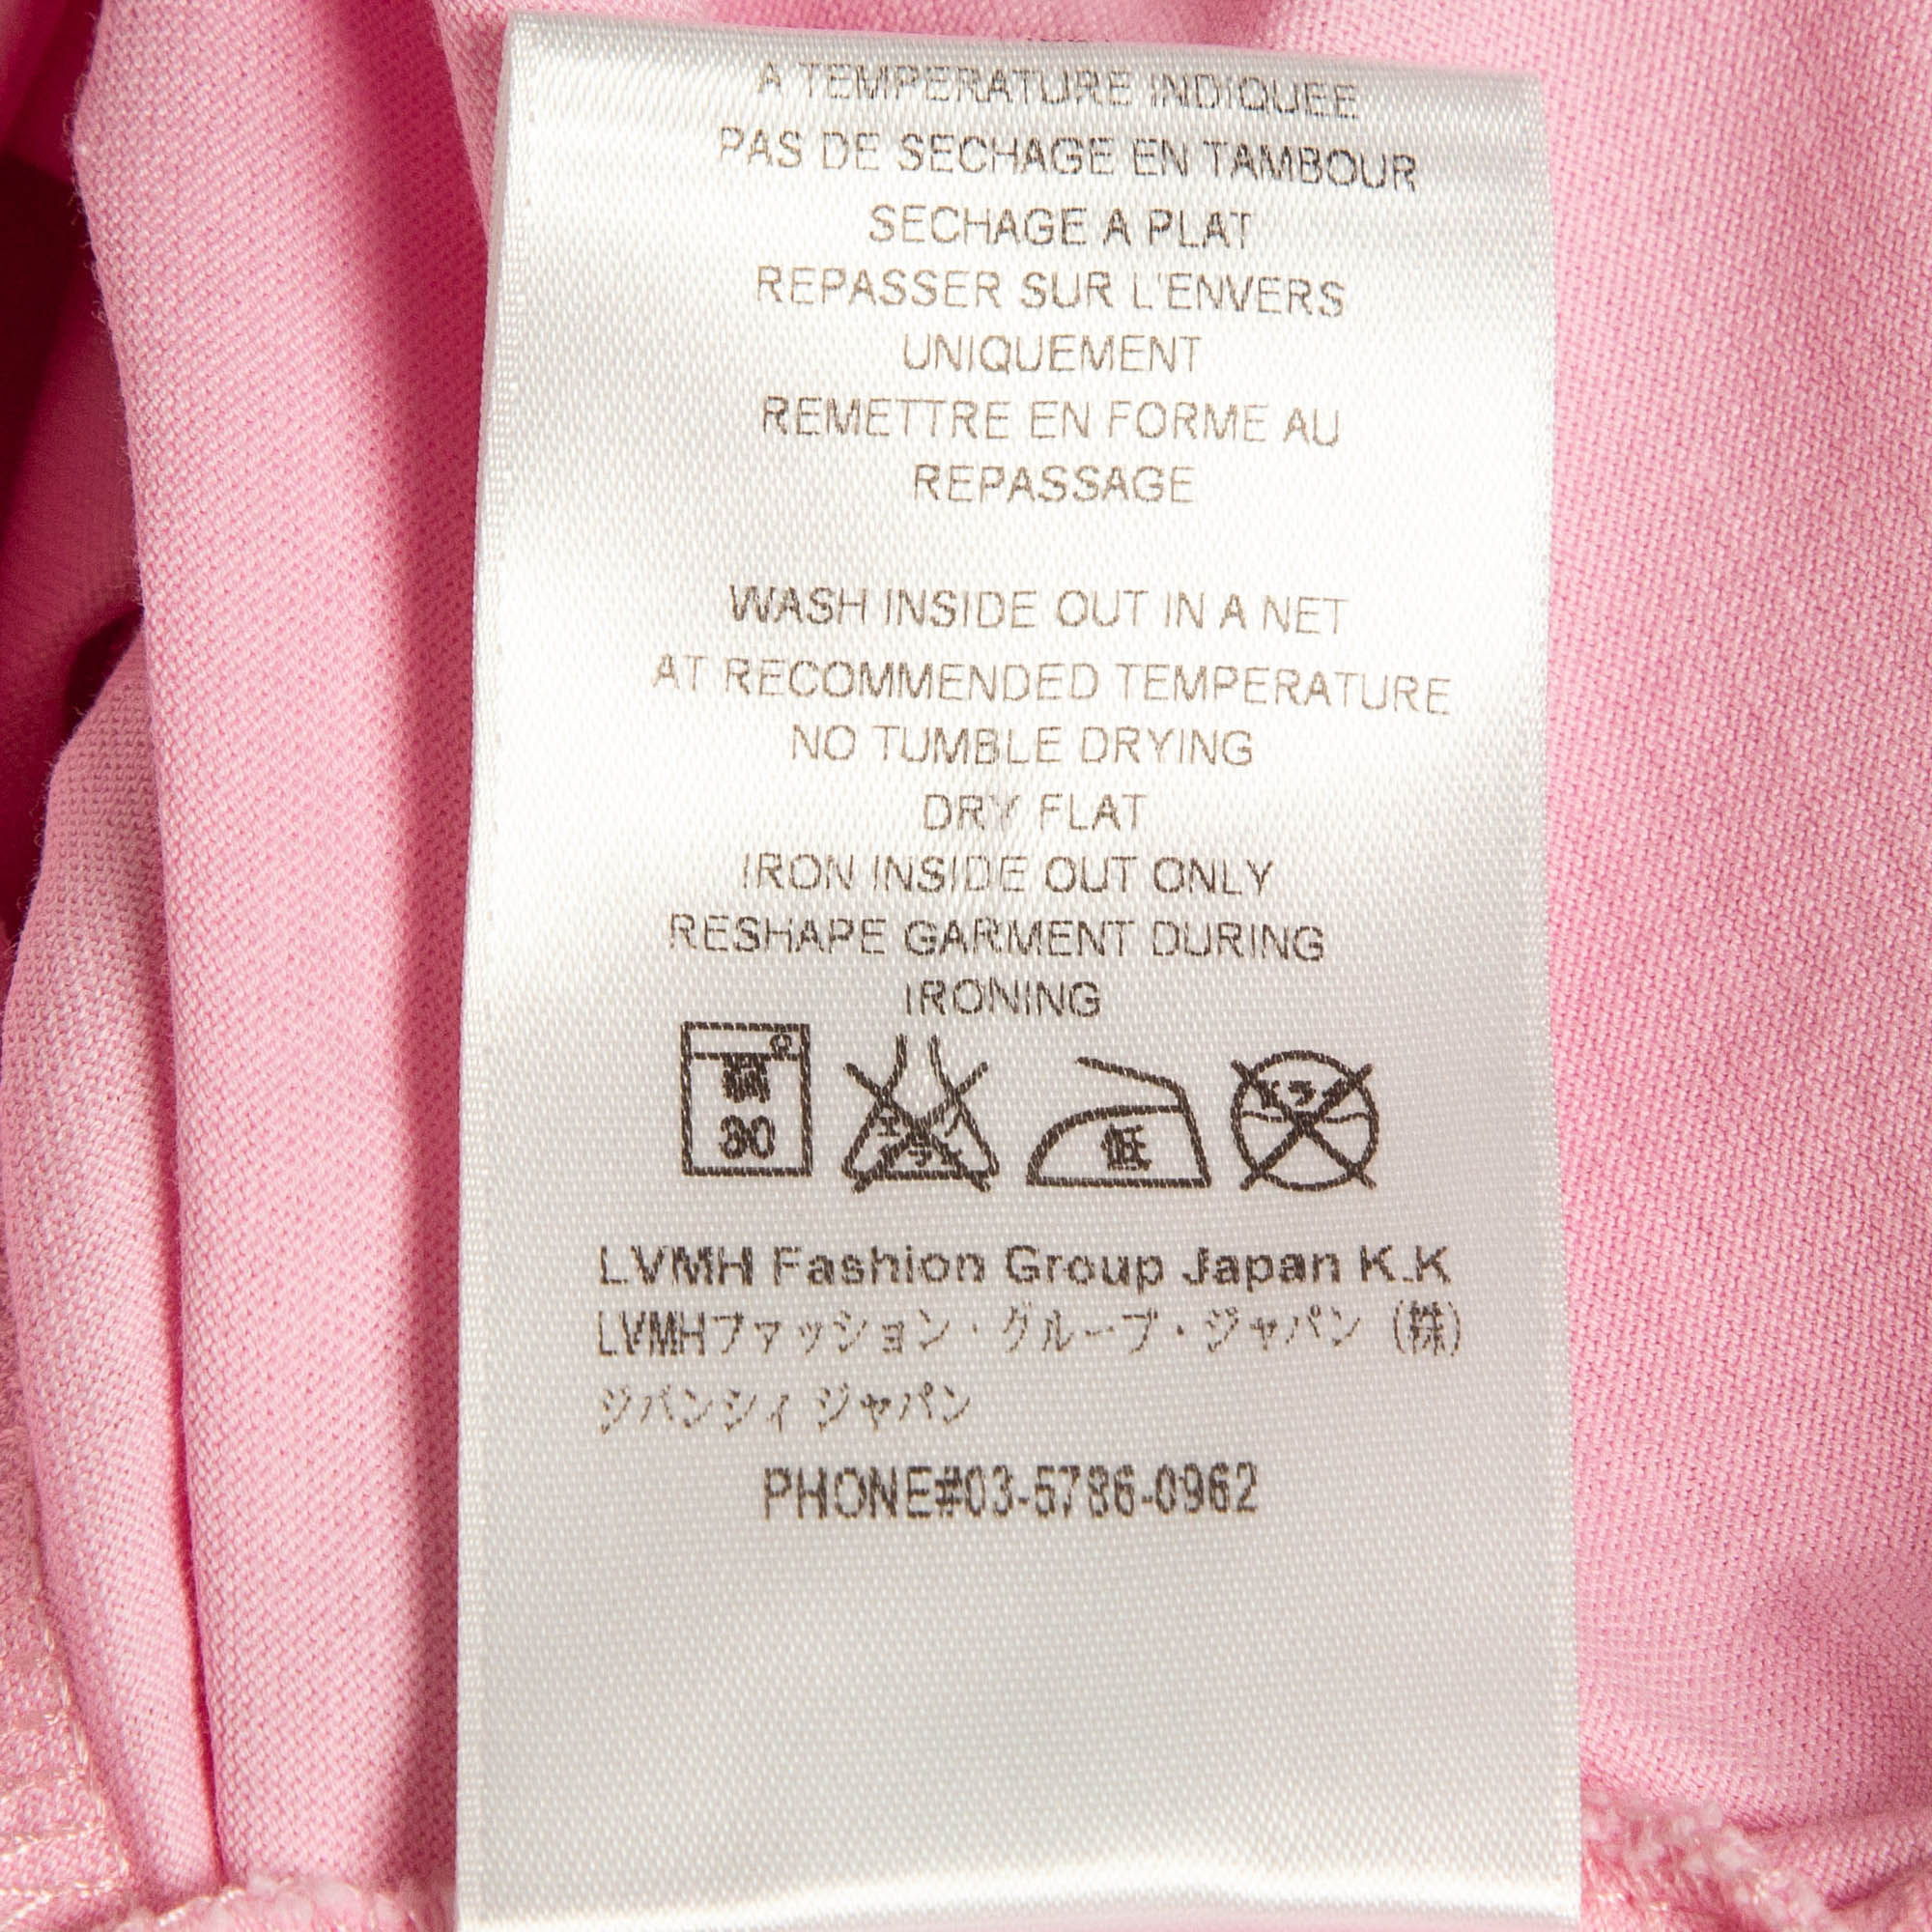 A TEMPERATURE INDIQUEE
PAS DE SECHAGE EN TAMBOUR
SECHAGE A PLAT
REPASSER SUR L'ENVERS
UNIQUEMENT
REMETTRE EN FORME AU
REPASSAGE
WASH INSIDE OUT IN A NET
AT RECOMMENDED TEMPERATURE
NO TUMBLE DRYING
DRY FLAT
IRON INSIDE OUT ONLY
RESHAPE GARMENT DURING
IRONING
30 低 ドライ
LVMH Fashion Group Japan K.K
LVMHファッション・グループ・ジャパン (株)
ジバンシィ ジャパン
PHONE#03-5786-0962